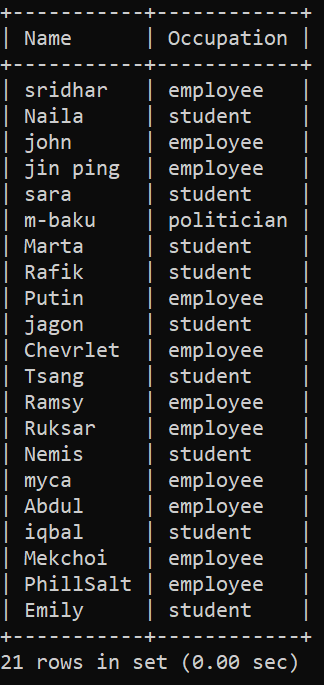 +-----------+------------+
| Name      | Occupation |
+-----------+------------+
| sridhar   | employee   |
| Naila     | student    |
| john      | employee   |
| jin ping  | employee   |
| sara      | student    |
| m-baku    | politician |
| Marta     | student    |
| Rafik     | student    |
| Putin     | employee   |
| jagon     | student    |
| Chevrlet  | employee   |
| Tsang     | student    |
| Ramsy     | employee   |
| Ruksar    | employee   |
| Nemis     | student    |
| myca      | employee   |
| Abdul     | employee   |
| iqbal     | student    |
| Mekchoi   | employee   |
| PhillSalt | employee   |
| Emily     | student    |
+-----------+------------+
21 rows in set (0.00 sec)